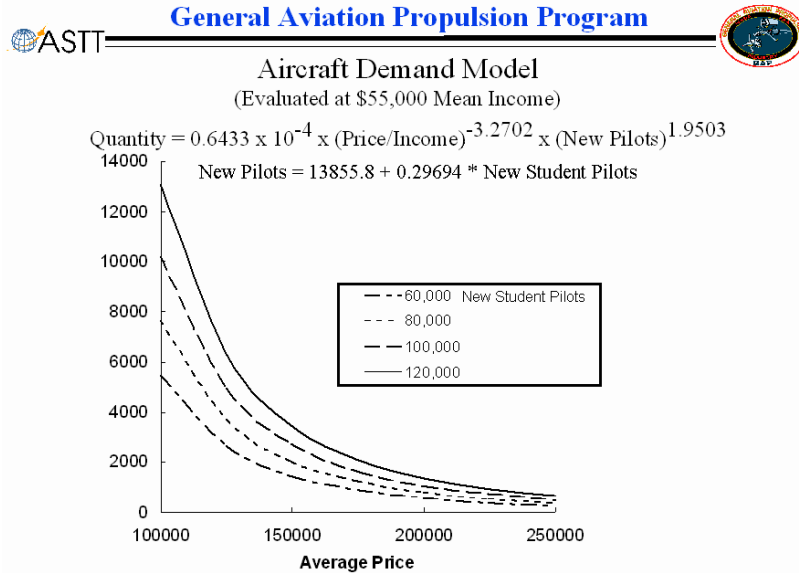 General Aviation Propulsion Program
ASTT
GAP
Aircraft Demand Model
(Evaluated at $55,000 Mean Income)
Quantity = 0.6433 x 10-4 x (Price/Income)-3.2702 x (New Pilots)1.9503
New Pilots = 13855.8 + 0.29694 * New Student Pilots
14000
12000
10000
8000
6000
4000
2000
0
60,000 New Student Pilots
80,000
100,000
120,000
100000 150000 200000 250000
Average Price